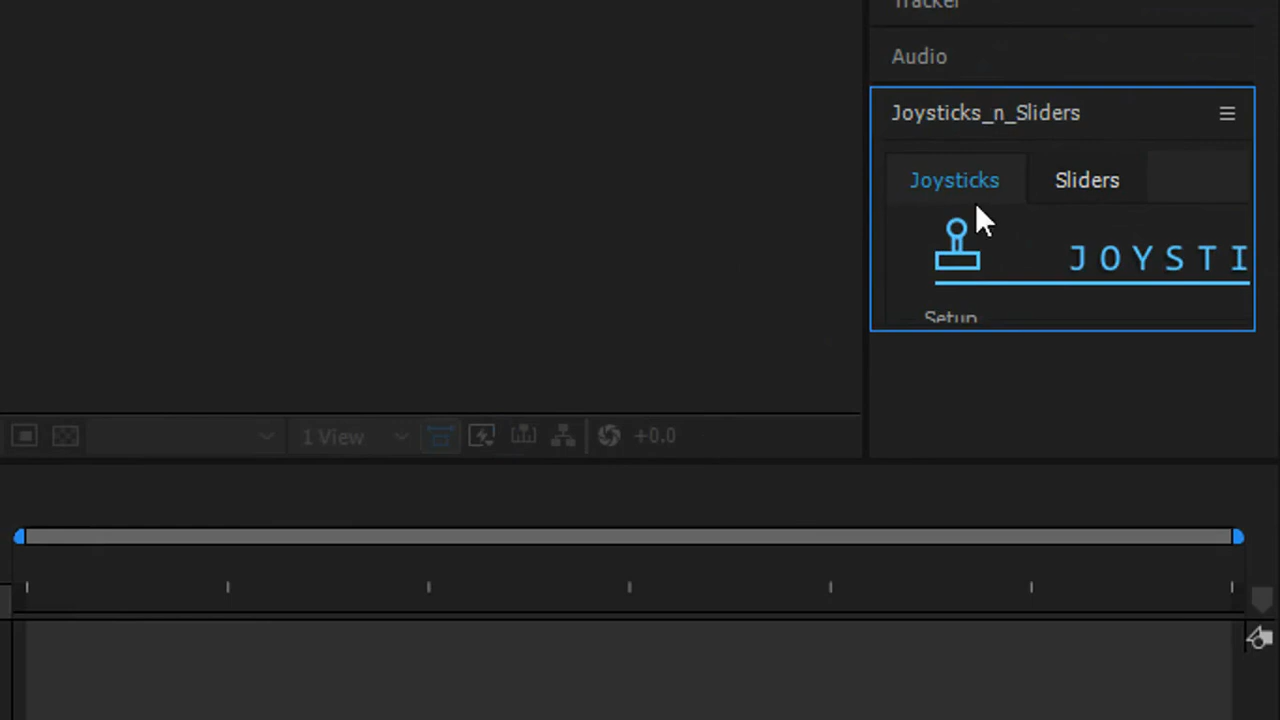 Tracker
Audio
Joysticks_n_Sliders
Joysticks Sliders
JOYSTI
Setup
1 View +0.0